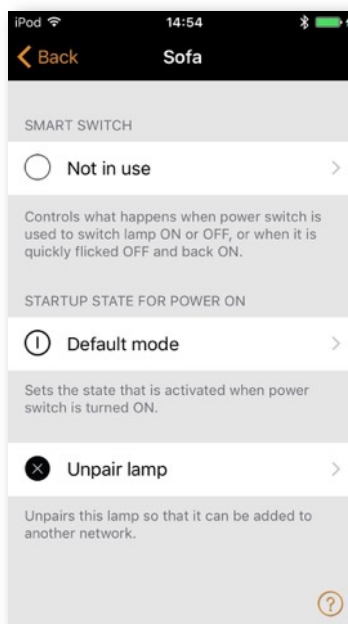 iPod 14:54
Back Sofa
SMART SWITCH
Not in use
Controls what happens when power switch is
used to switch lamp ON or OFF, or when it is
quickly flicked OFF and back ON.
STARTUP STATE FOR POWER ON
Default mode
Sets the state that is activated when power
switch is turned ON.
Unpair lamp
Unpairs this lamp so that it can be added to
another network.
?